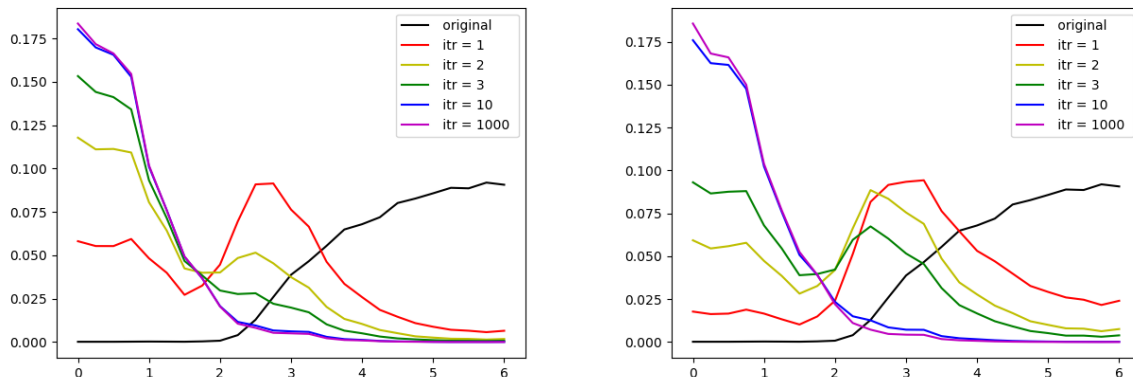 0.175
0.150
0.125
0.100
0.075
0.050
0.025
0.000
0 1 2 3 4 5 6
original
itr = 1
itr = 2
itr = 3
itr = 10
itr = 1000
0.175
0.150
0.125
0.100
0.075
0.050
0.025
0.000
0 1 2 3 4 5 6
original
itr = 1
itr = 2
itr = 3
itr = 10
itr = 1000